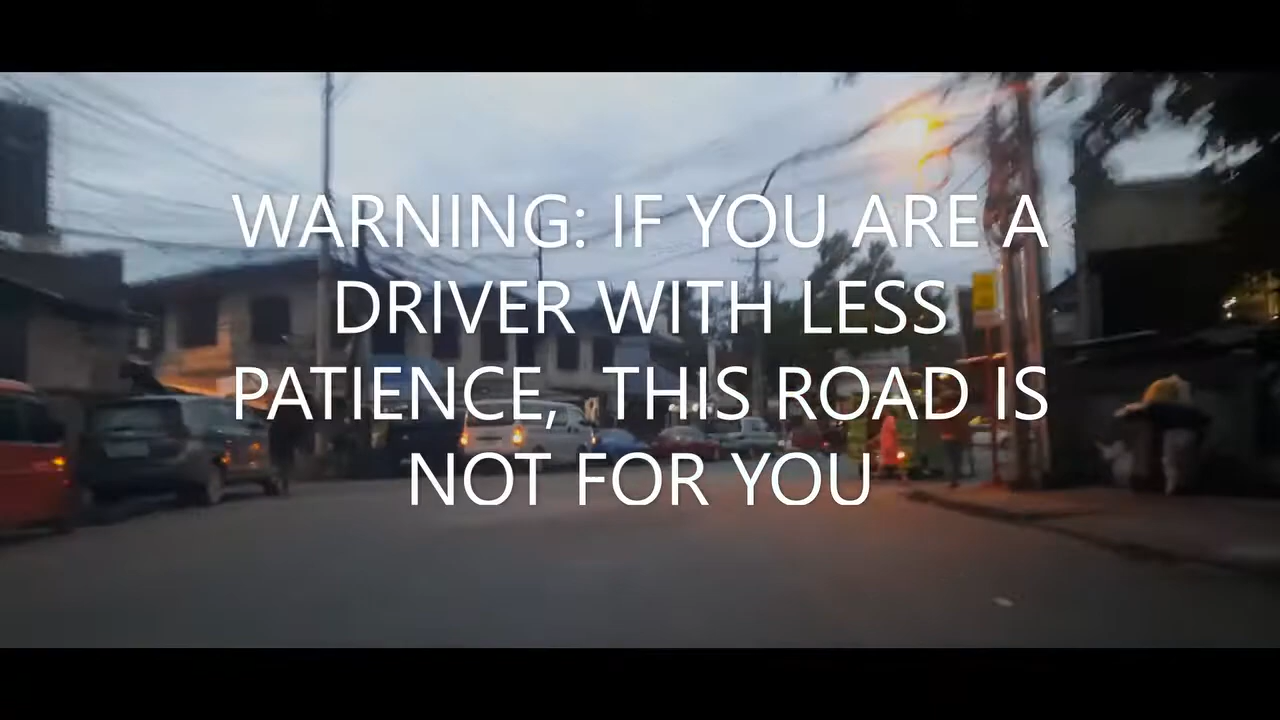 WARNING: IF YOU ARE A
DRIVER WITH LESS
PATIENCE,  THIS ROAD IS
NOT FOR YOU